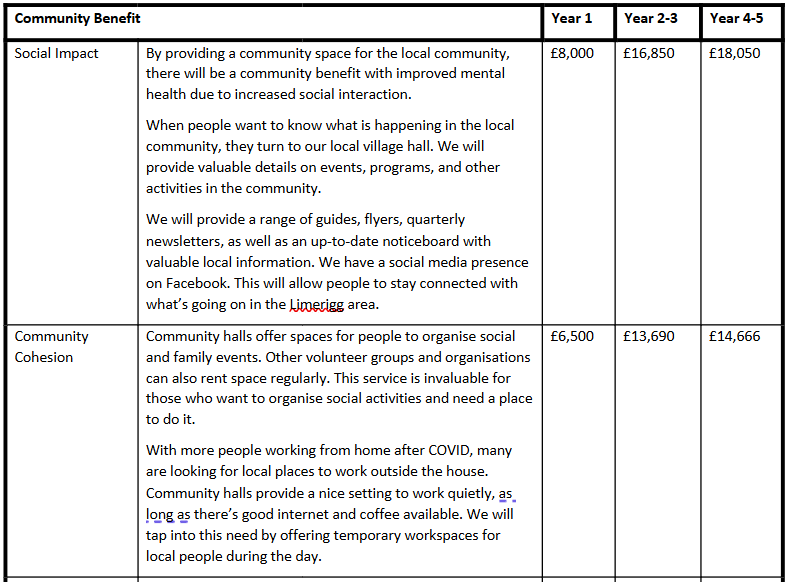 Community Benefit Year 1 Year 2-3 Year 4-5
Social Impact By providing a community space for the local community, £8,000 £16,850 £18,050
there will be a community benefit with improved mental
health due to increased social interaction.
When people want to know what is happening in the local
community, they turn to our local village hall. We will
provide valuable details on events, programs, and other
activities in the community.
We will provide a range of guides, flyers, quarterly
newsletters, as well as an up-to-date noticeboard with
valuable local information. We have a social media presence
on Facebook. This will allow people to stay connected with
what's going on in the Limerigg area.
Community Community halls offer spaces for people to organise social £6,500 £13,690 £14,666
Cohesion and family events. Other volunteer groups and organisations
can also rent space regularly. This service is invaluable for
those who want to organise social activities and need a place
to do it.
With more people working from home after COVID, many
are looking for local places to work outside the house.
Community halls provide a nice setting to work quietly, as
long as there's good internet and coffee available. We will
tap into this need by offering temporary workspaces for
local people during the day.